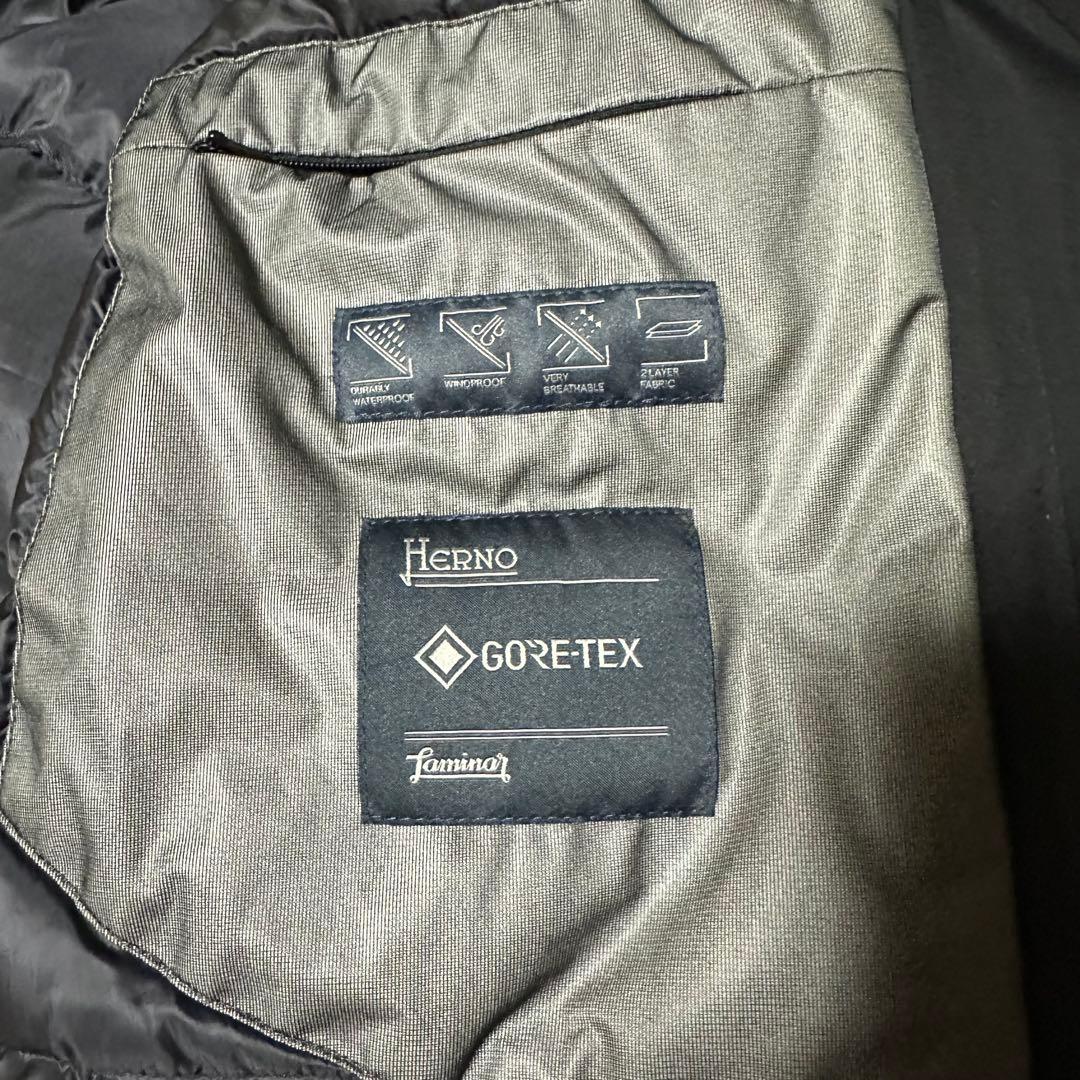 DURABLY
WATERPROOF
WINDPROOF
VERY
BREATHABLE
2 LAYER
FABRIC
HERNO
GORE-TEX
Laminar